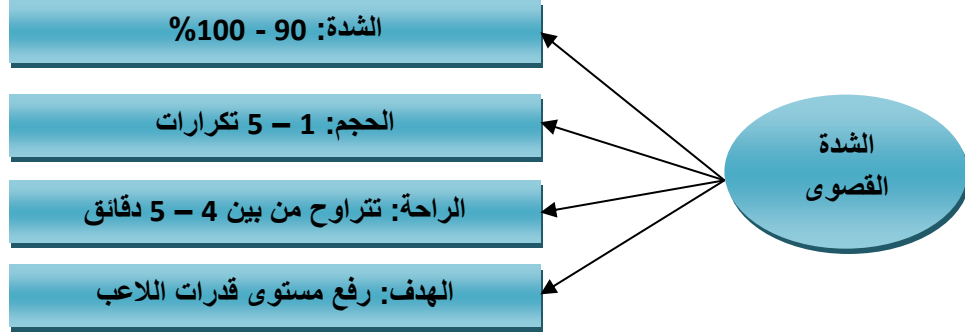 الشدة القصوى
الشدة: 90 - 100%
الحجم: 1 – 5 تكرارات
الراحة: تتراوح من بين 4 – 5 دقائق
الهدف: رفع مستوى قدرات اللاعب